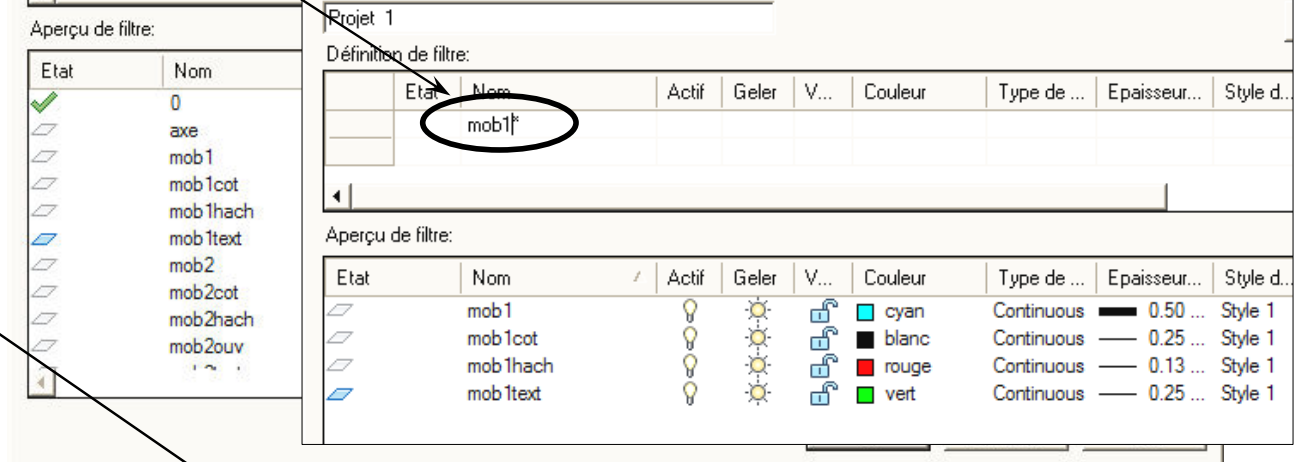 Aperçu de filtre:
Etat Nom
0
axe
mob1
mob1cot
mob1hach
mob1text
mob2
mob2cot
mob2hach
mob2ouv
Projet 1
Définition de filtre:
Etat Nom Actif Geler V... Couleur Type de ... Epaisseur... Style d...
mob1*
Aperçu de filtre:
Etat Nom Actif Geler V... Couleur Type de ... Epaisseur... Style d...
mob1 cyan Continuous 0.50 ... Style 1
mob1cot blanc Continuous 0.25 ... Style 1
mob1hach rouge Continuous 0.13 ... Style 1
mob1text vert Continuous 0.25 ... Style 1